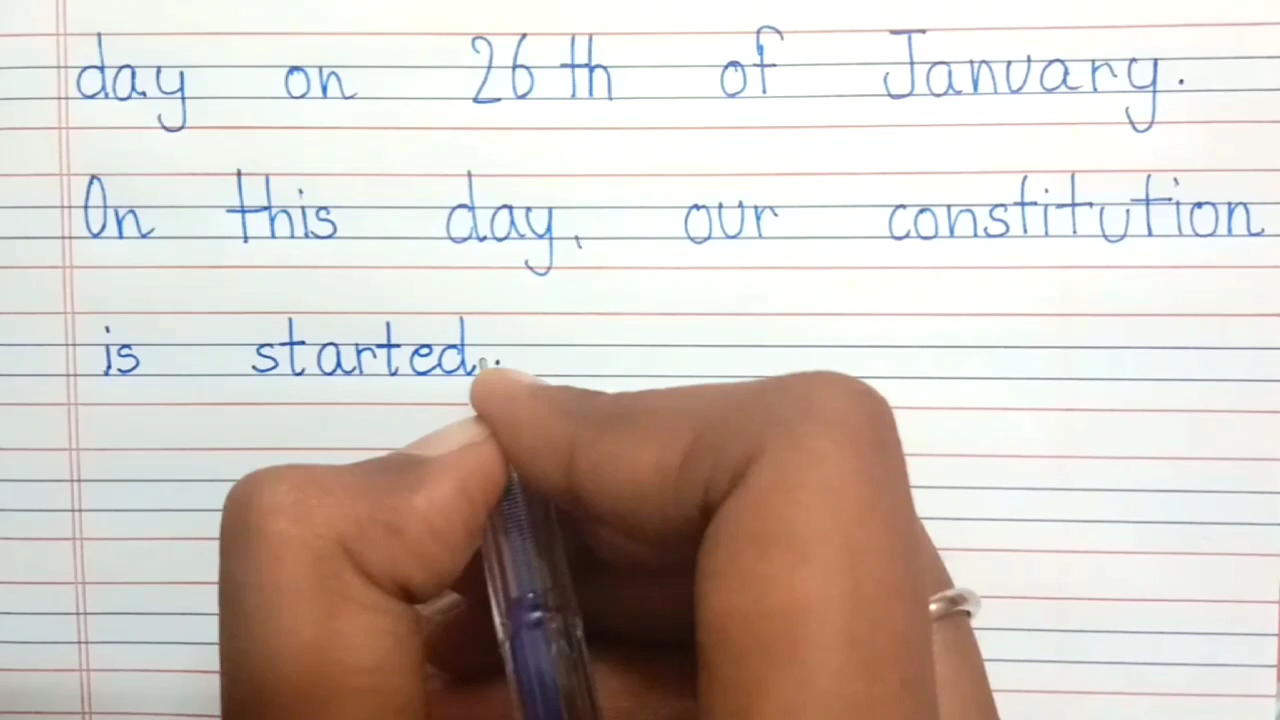 day on 26th of January.
On this day, our constitution
is started.